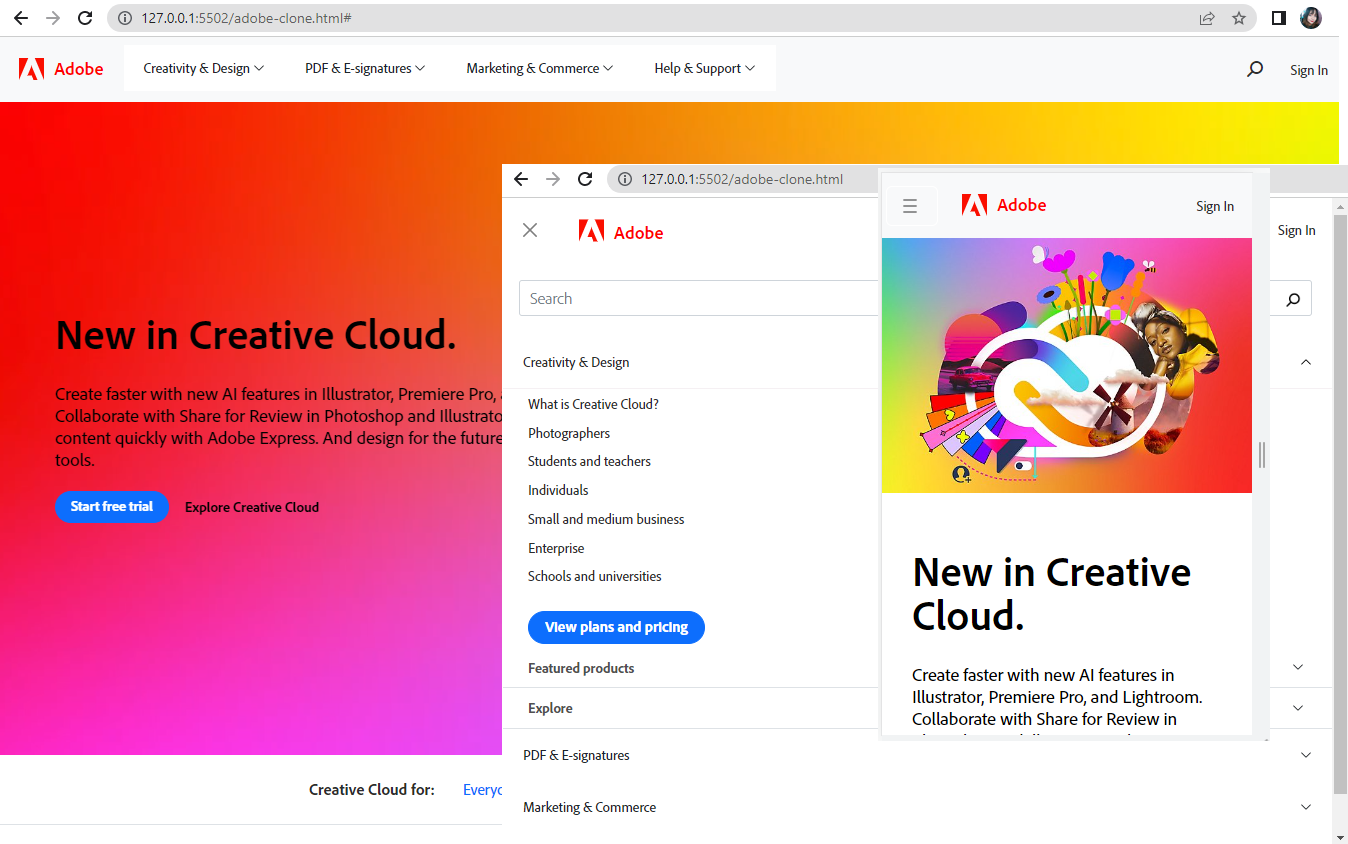 127.0.0.1:5502/adobe-clone.html#
Adobe
Creativity & Design
PDF & E-signatures
Marketing & Commerce
Help & Support
Sign In
New in Creative Cloud.
Create faster with new AI features in Illustrator, Premiere Pro,
Collaborate with Share for Review in Photoshop and Illustrato
content quickly with Adobe Express. And design for the future
tools.
Start free trial
Explore Creative Cloud
Creative Cloud for:
Everyo
127.0.0.1:5502/adobe-clone.html
Adobe
Sign In
Search
Creativity & Design
What is Creative Cloud?
Photographers
Students and teachers
Individuals
Small and medium business
Enterprise
Schools and universities
View plans and pricing
Featured products
Explore
PDF & E-signatures
Marketing & Commerce
Adobe
Sign In
New in Creative
Cloud.
Create faster with new AI features in
Illustrator, Premiere Pro, and Lightroom.
Collaborate with Share for Review in